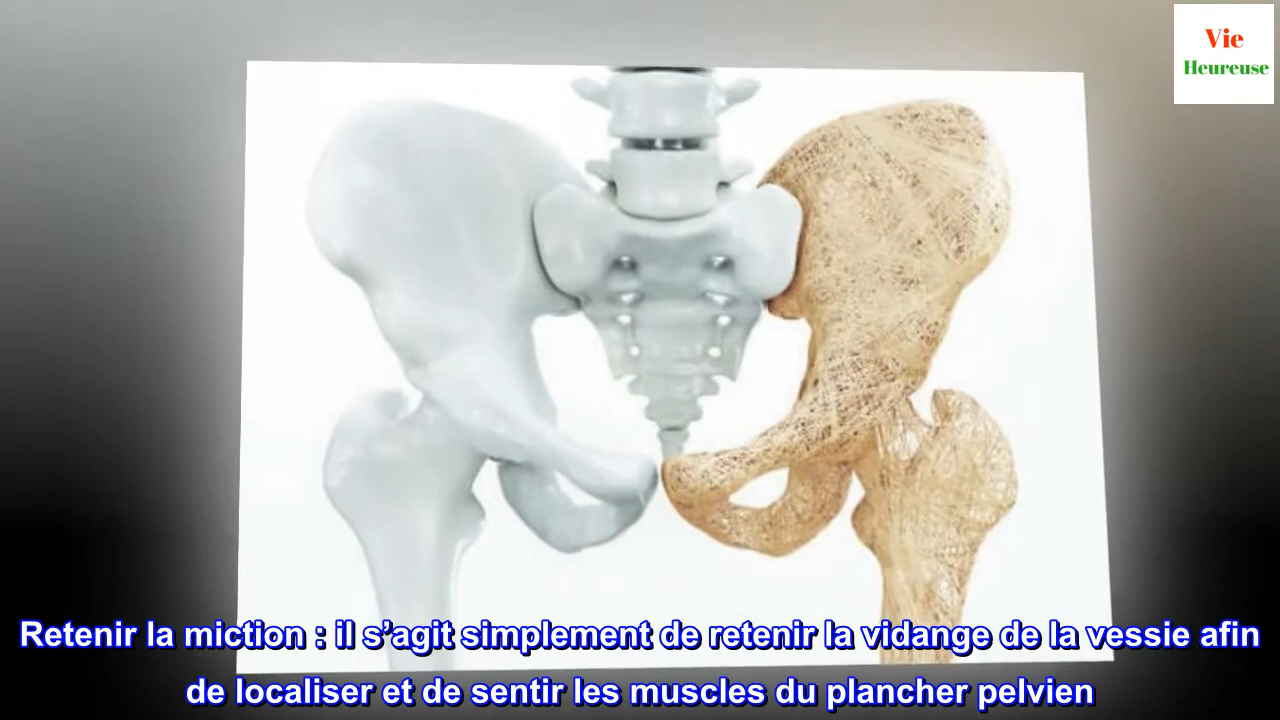 Vie
Heureuse
Retenir la miction : il s’agit simplement de retenir la vidange de la vessie afin
de localiser et de sentir les muscles du plancher pelvien